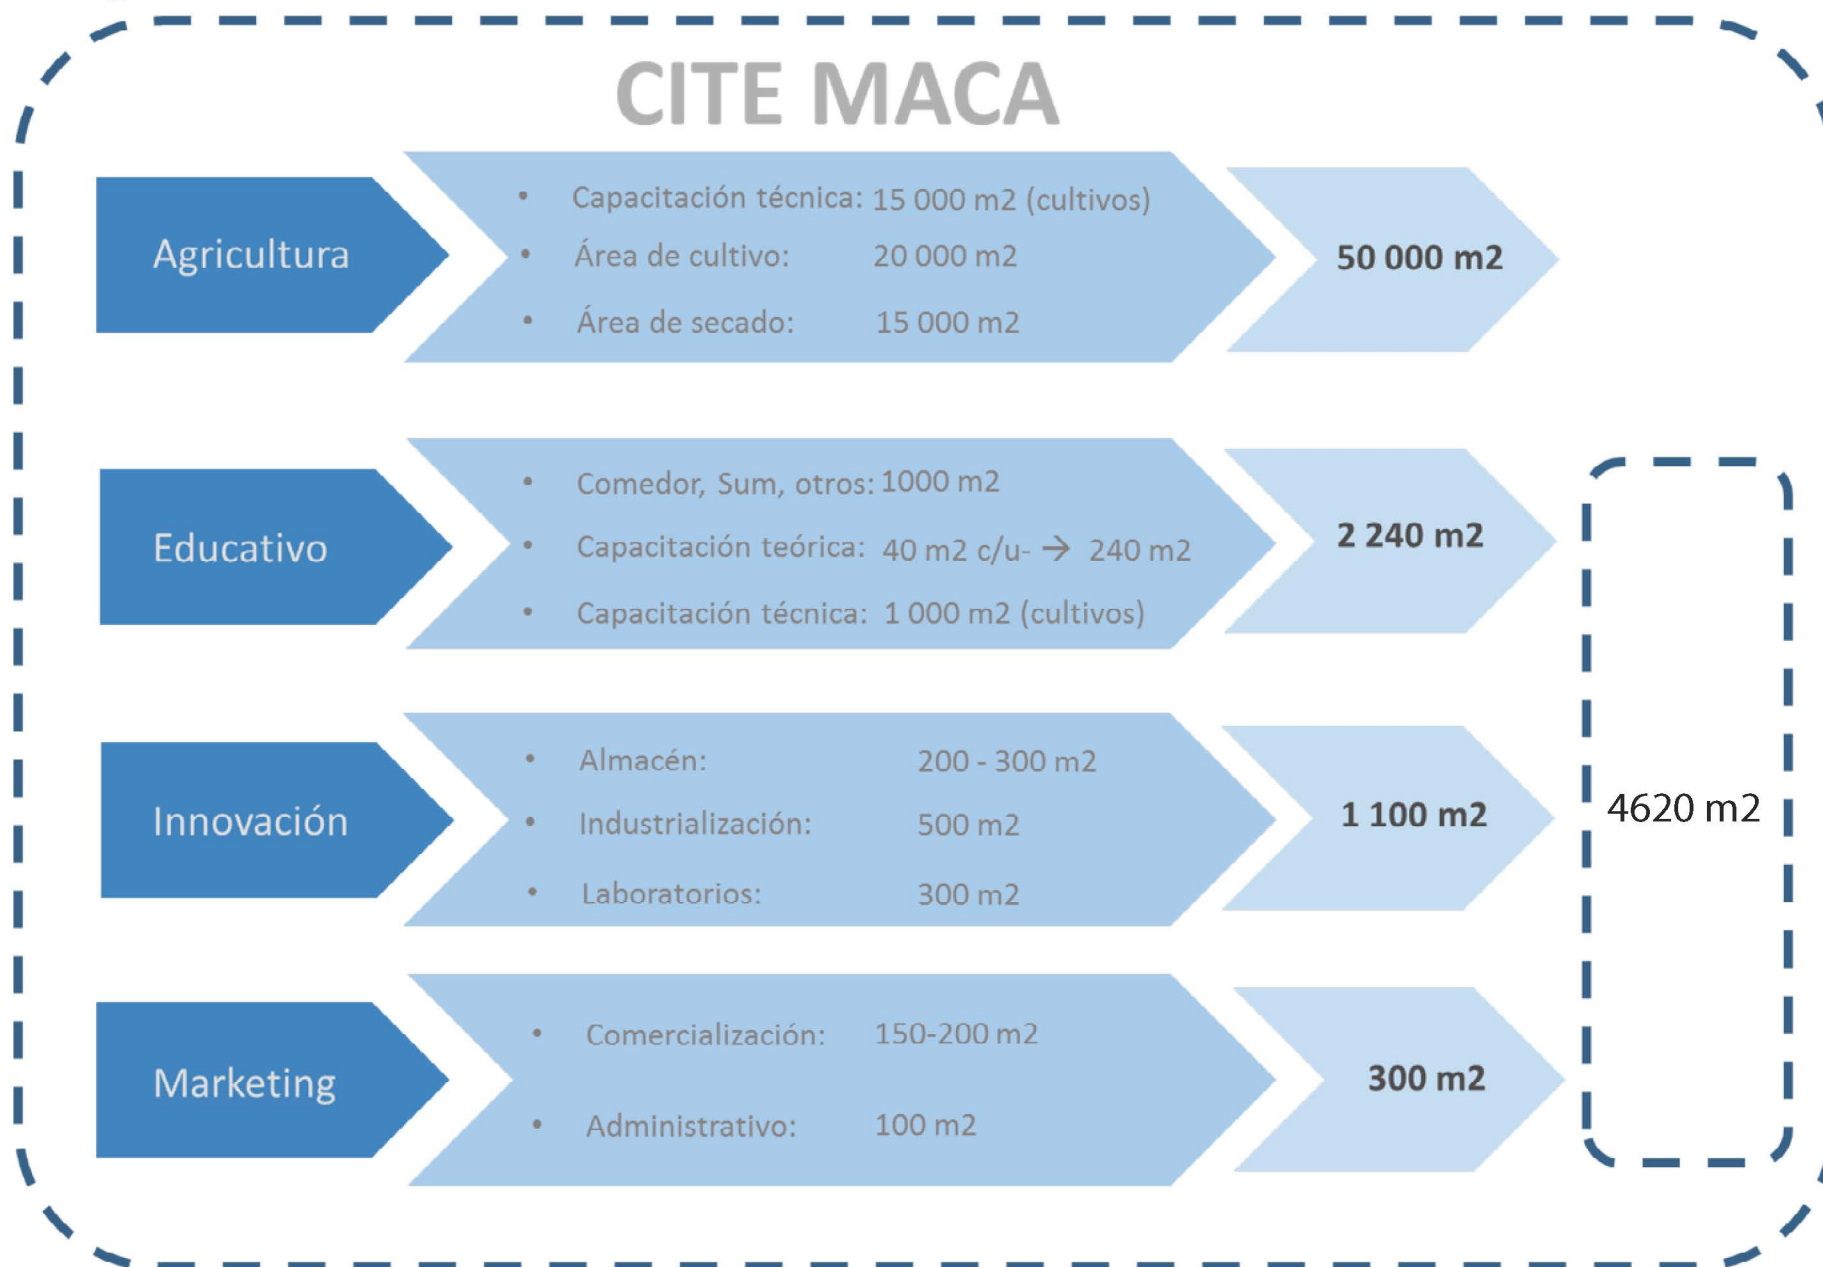 CITE MACA
Agricultura
• Capacitación técnica: 15 000 m2 (cultivos)
• Área de cultivo: 20 000 m2
• Área de secado: 15 000 m2
50 000 m2
Educativo
• Comedor, Sum, otros: 1000 m2
• Capacitación teórica: 40 m2 c/u- → 240 m2
• Capacitación técnica: 1 000 m2 (cultivos)
2 240 m2
Innovación
• Almacén: 200 - 300 m2
• Industrialización: 500 m2
• Laboratorios: 300 m2
1 100 m2
4620 m2
Marketing
• Comercialización: 150-200 m2
• Administrativo: 100 m2
300 m2